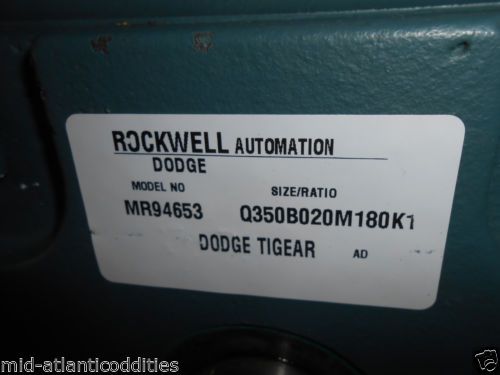 ROCKWELL AUTOMATION
DODGE
MODEL NO SIZE/RATIO
MR94653 Q350B020M180K1
DODGE TIGEAR AD
mid-atlanticoddities